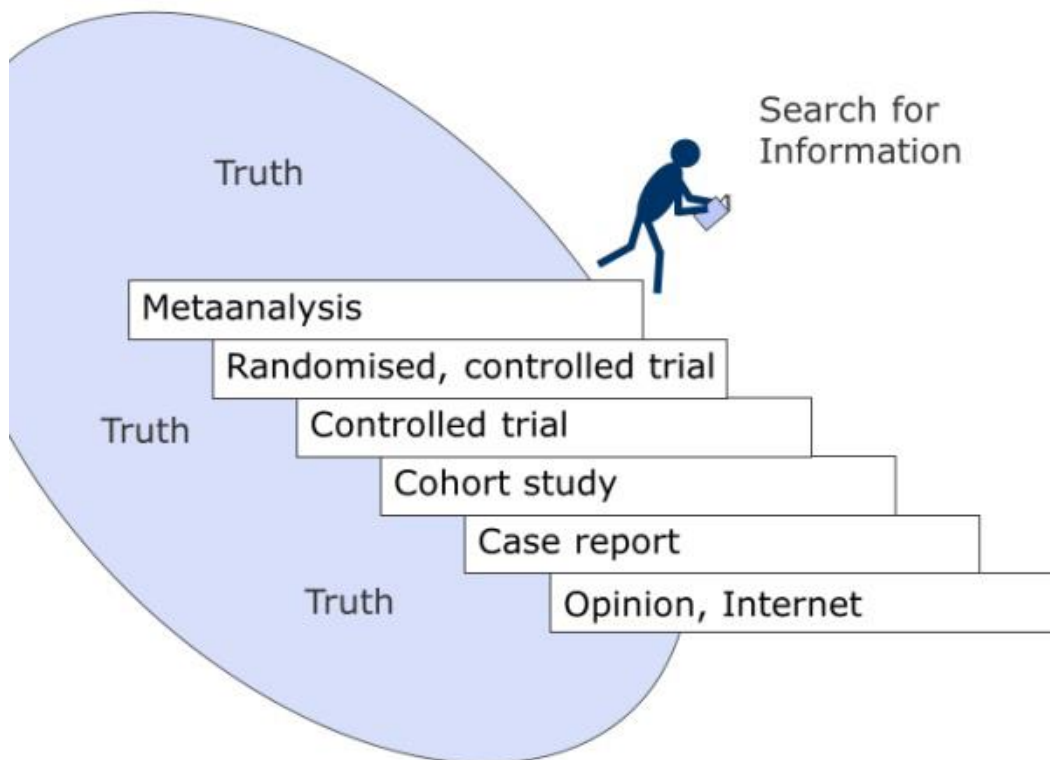 Search for
Information
Truth
Metaanalysis
Randomised, controlled trial
Truth
Controlled trial
Cohort study
Case report
Truth
Opinion, Internet